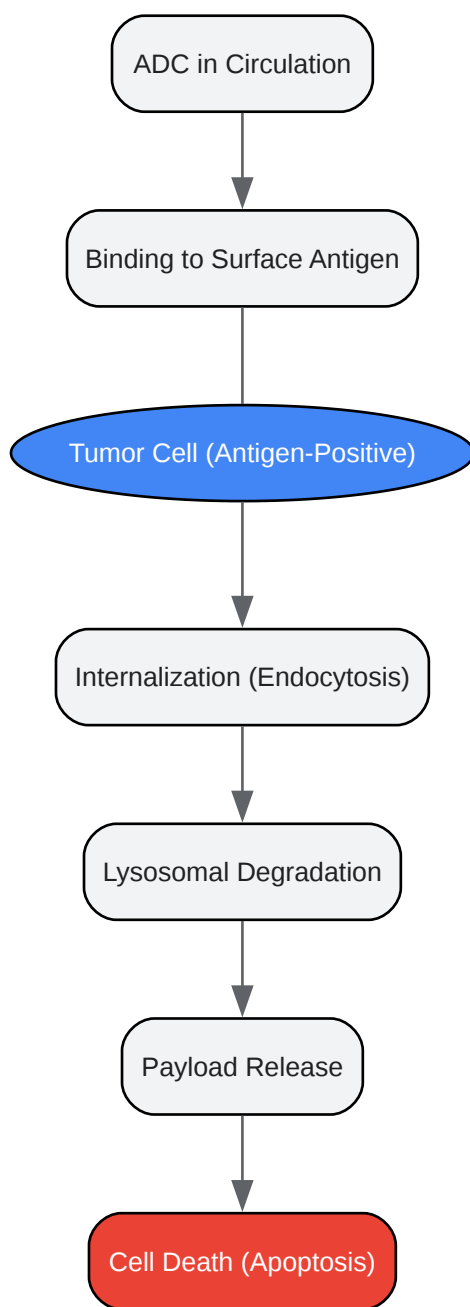 ADC in Circulation
Binding to Surface Antigen
Tumor Cell (Antigen-Positive)
Internalization (Endocytosis)
Lysosomal Degradation
Payload Release
Cell Death (Apoptosis)